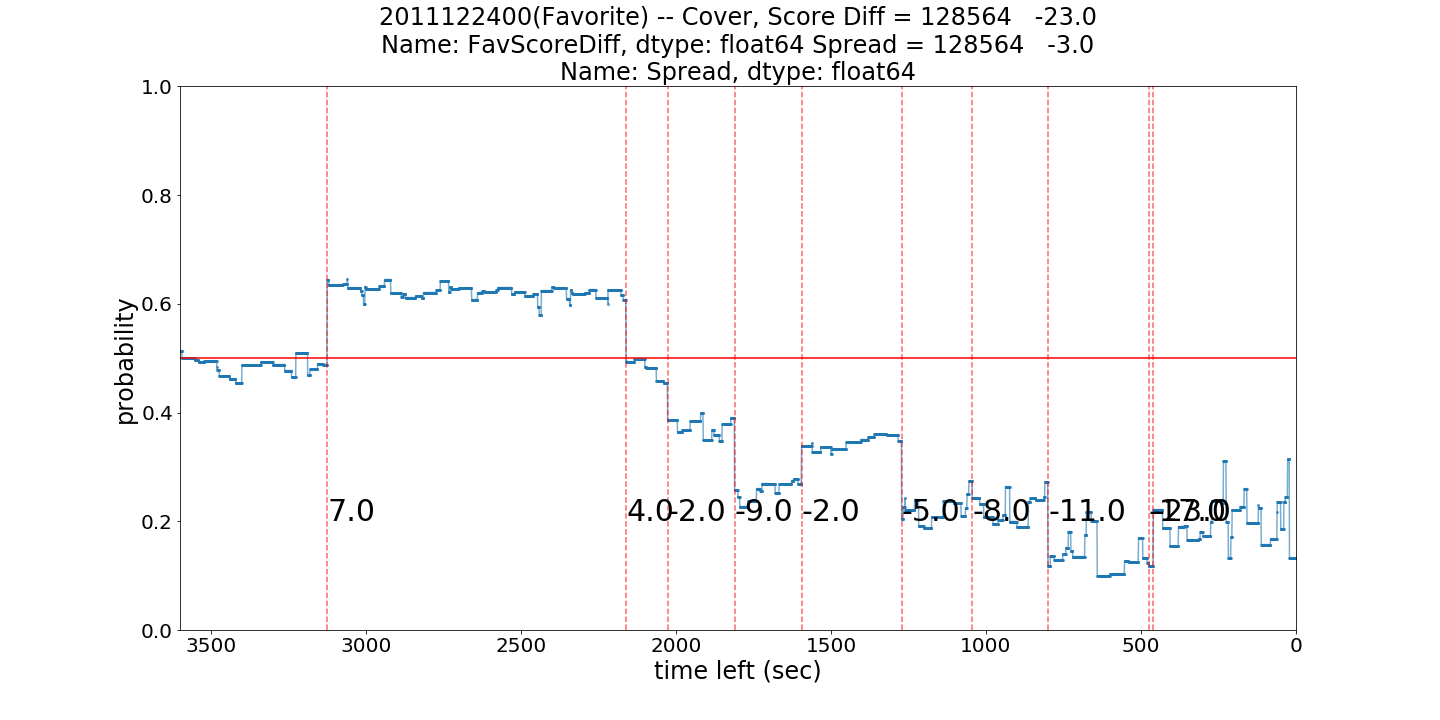 2011122400(Favorite) -- Cover, Score Diff = 128564   -23.0
Name: FavScoreDiff, dtype: float64 Spread = 128564   -3.0
Name: Spread, dtype: float64
1.0
0.8
0.6
0.4
0.2
0.0
probability
7.0 4.0 -2.0 -9.0 -2.0 -5.0 -8.0 -11.0 -23.0
3500 3000 2500 2000 1500 1000 500 0
time left (sec)